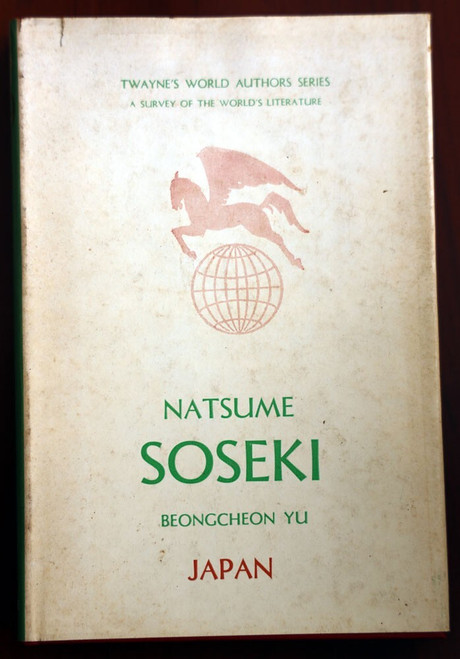 TWAYNE'S WORLD AUTHORS SERIES
A SURVEY OF THE WORLD'S LITERATURE
NATSUME
SOSEKI
BEONGCHEON YU
JAPAN